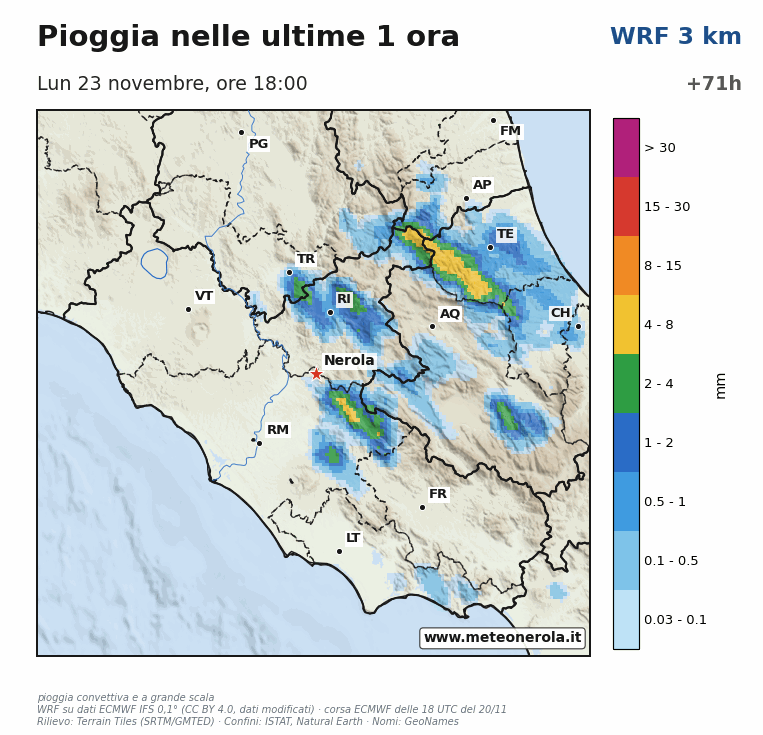 Pioggia nelle ultime 1 ora
WRF 3 km
Lun 23 novembre, ore 18:00
+71h
FM
PG
AP
TE
TR
RI
VT
AQ
CH
Nerola
RM
FR
LT
www.meteonerola.it
> 30
15 - 30
8 - 15
4 - 8
2 - 4
1 - 2
0.5 - 1
0.1 - 0.5
0.03 - 0.1
mm
pioggia convettiva e a grande scala
WRF su dati ECMWF IFS 0,1° (CC BY 4.0, dati modificati) · corsa ECMWF delle 18 UTC del 20/11
Rilievo: Terrain Tiles (SRTM/GMTED) · Confini: ISTAT, Natural Earth · Nomi: GeoNames